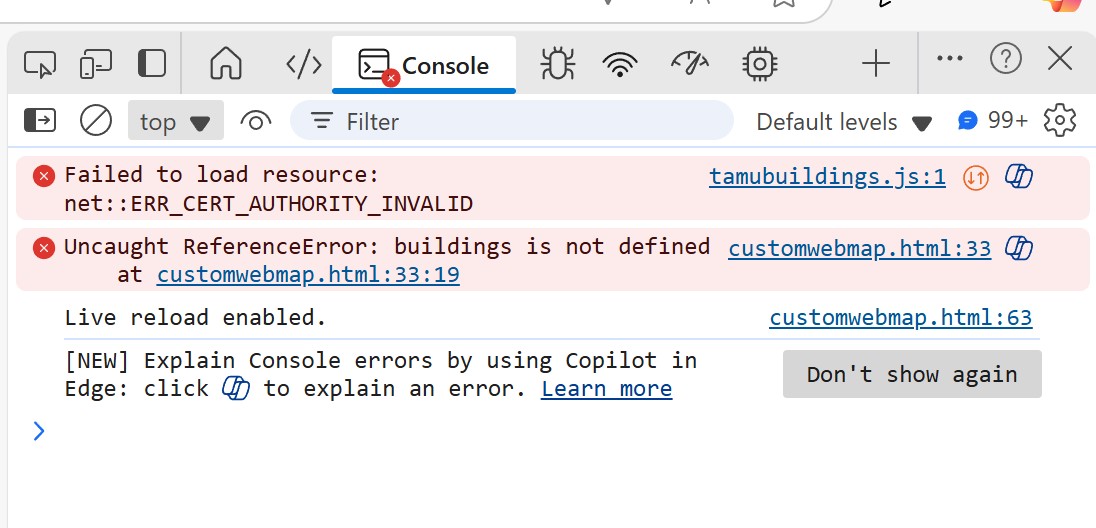 Console
top Filter Default levels 99+
Failed to load resource: tamubuildings.js:1
net::ERR_CERT_AUTHORITY_INVALID
Uncaught ReferenceError: buildings is not defined customwebmap.html:33
at customwebmap.html:33:19
Live reload enabled. customwebmap.html:63
[NEW] Explain Console errors by using Copilot in
Edge: click to explain an error. Learn more
Don't show again